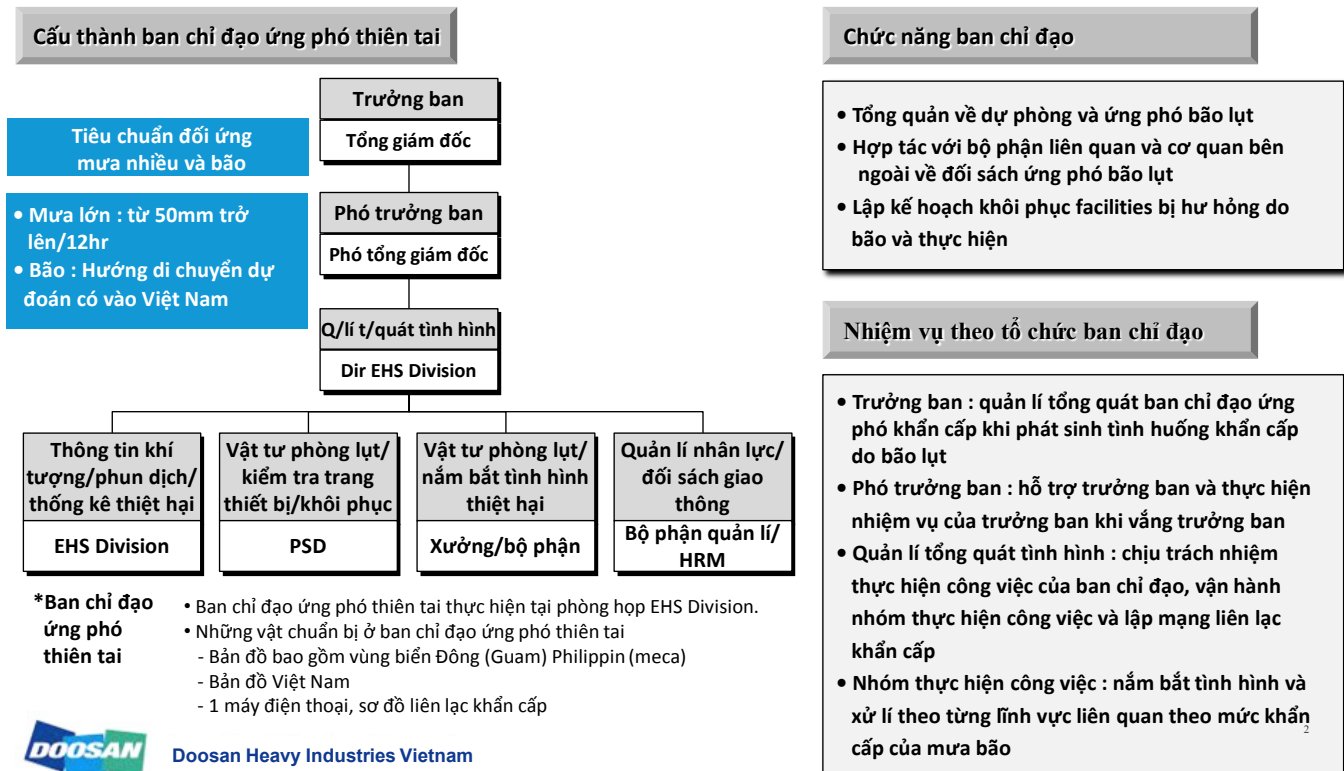 Cấu thành ban chỉ đạo ứng phó thiên tai
Trưởng ban
Tổng giám đốc
Tiêu chuẩn đối ứng
mưa nhiều và bão
• Mưa lớn : từ 50mm trở
lên/12hr
• Bão : Hướng di chuyển dự
đoán có vào Việt Nam
Phó trưởng ban
Phó tổng giám đốc
Q/lí t/quát tình hình
Dir EHS Division
Thông tin khí
tượng/phun dịch/
thống kê thiệt hại
EHS Division
Vật tư phòng lụt/
kiểm tra trang
thiết bị/khôi phục
PSD
Vật tư phòng lụt/
nắm bắt tình hình
thiệt hại
Xưởng/bộ phận
Quản lí nhân lực/
đối sách giao
thông
Bộ phận quản lí/
HRM
*Ban chỉ đạo
ứng phó
thiên tai
• Ban chỉ đạo ứng phó thiên tai thực hiện tại phòng họp EHS Division.
• Những vật chuẩn bị ở ban chỉ đạo ứng phó thiên tai
- Bản đồ bao gồm vùng biển Đông (Guam) Philippin (meca)
- Bản đồ Việt Nam
- 1 máy điện thoại, sơ đồ liên lạc khẩn cấp
DOOSAN
Doosan Heavy Industries Vietnam
Chức năng ban chỉ đạo
• Tổng quản về dự phòng và ứng phó bão lụt
• Hợp tác với bộ phận liên quan và cơ quan bên
ngoài về đối sách ứng phó bão lụt
• Lập kế hoạch khôi phục facilities bị hư hỏng do
bão và thực hiện
Nhiệm vụ theo tổ chức ban chỉ đạo
• Trưởng ban : quản lí tổng quát ban chỉ đạo ứng
phó khẩn cấp khi phát sinh tình huống khẩn cấp
do bão lụt
• Phó trưởng ban : hỗ trợ trưởng ban và thực hiện
nhiệm vụ của trưởng ban khi vắng trưởng ban
• Quản lí tổng quát tình hình : chịu trách nhiệm
thực hiện công việc của ban chỉ đạo, vận hành
nhóm thực hiện công việc và lập mạng liên lạc
khẩn cấp
• Nhóm thực hiện công việc : nắm bắt tình hình và
xử lí theo từng lĩnh vực liên quan theo mức khẩn
cấp của mưa bão
2